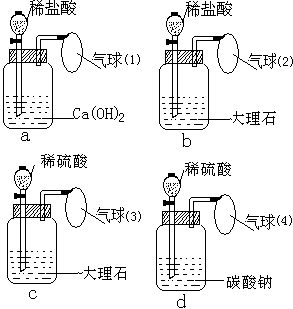 稀盐酸
气球(1)
Ca(OH)₂
a
稀盐酸
气球(2)
大理石
b
稀硫酸
气球(3)
大理石
c
稀硫酸
气球(4)
碳酸钠
d